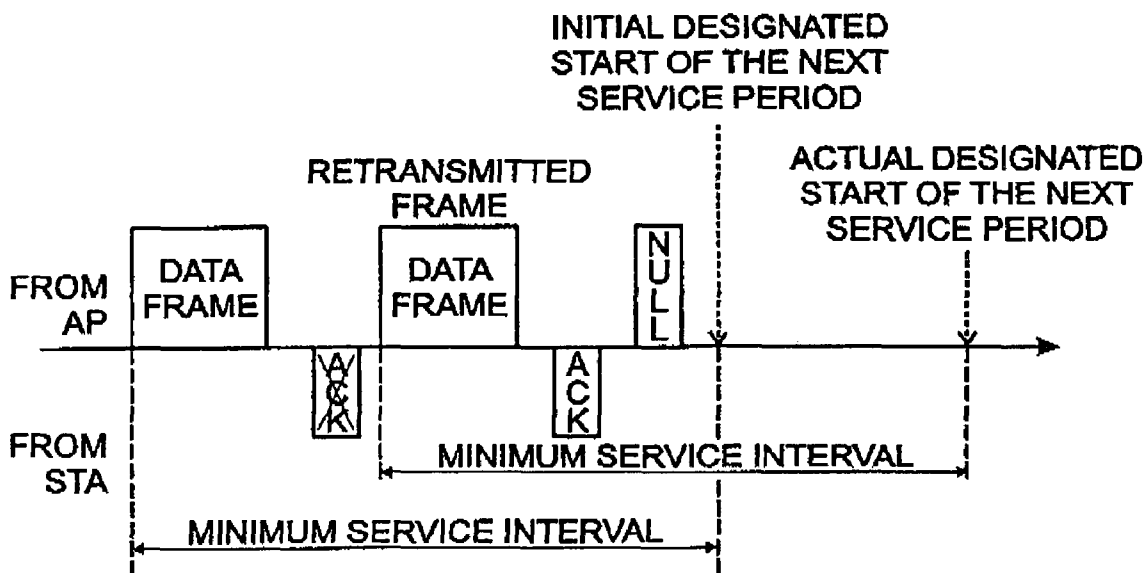 INITIAL DESIGNATED
START OF THE NEXT
SERVICE PERIOD
ACTUAL DESIGNATED
START OF THE NEXT
SERVICE PERIOD
RETRANSMITTED
FRAME
DATA
FRAME
DATA
FRAME
NULL
FROM
AP
ACK
ACK
FROM
STA
MINIMUM SERVICE INTERVAL
MINIMUM SERVICE INTERVAL